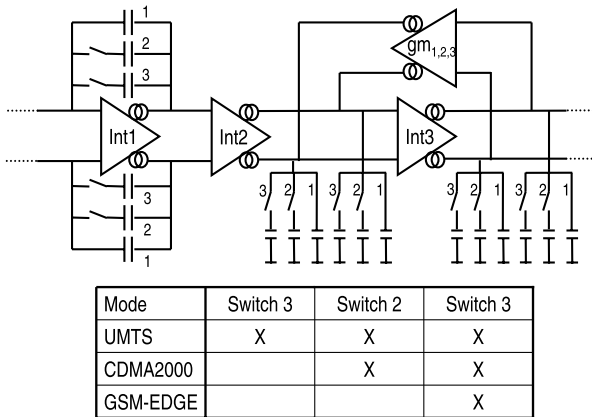 1
2
3
gm1,2,3
Int1
Int2
Int3
3
2
1
3 2 1
3 2 1
3 2 1
3 2 1
Mode Switch 3 Switch 2 Switch 3
UMTS X X X
CDMA2000 X X
GSM-EDGE X